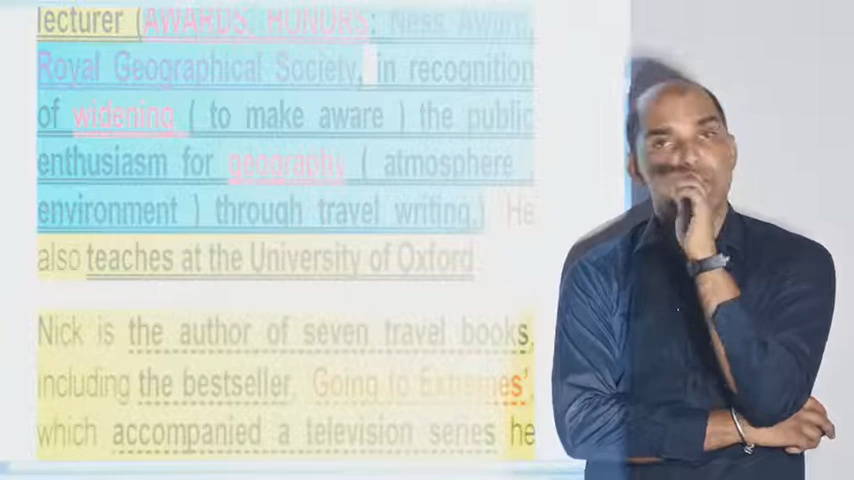 lecturer (AWARDS, HONORS: Ness Award,
Royal Geographical Society, in recognition
of widening ( to make aware ) the public
enthusiasm for geography ( atmosphere
environment ) through travel writing.) He
also teaches at the University of Oxford
Nick is the author of seven travel books,
including the bestseller, Going to Extremes',
which accompanied a television series he